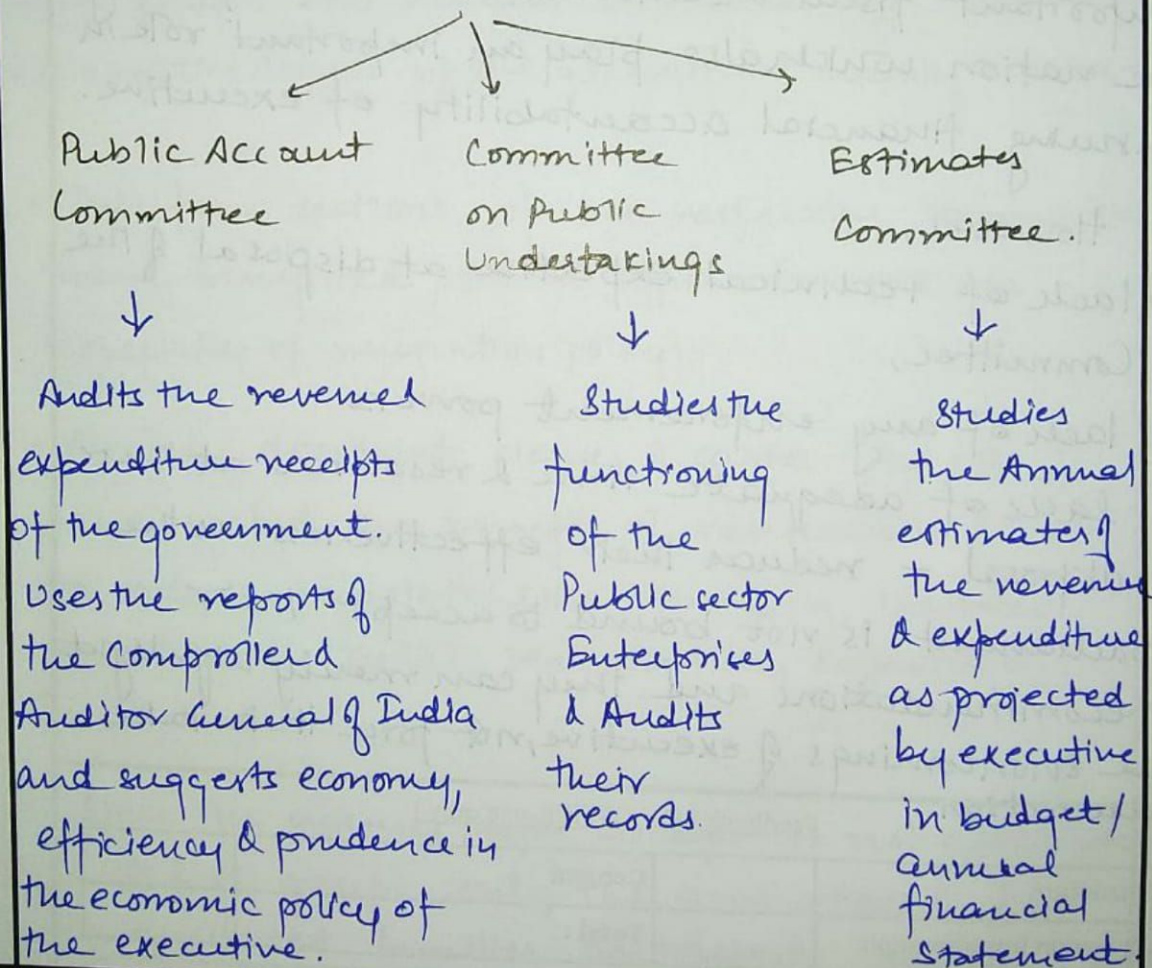 Public Account
Committee
↓
Audits the revenue &
expenditure receipts
of the government.
Uses the reports of
the Comptroller &
Auditor General of India
and suggests economy,
efficiency & prudence in
the economic policy of
the executive.
Committee
on Public
Undertakings
↓
Studies the
functioning
of the
Public sector
Enterprises
& Audits
their
records.
Estimates
Committee.
↓
Studies
the Annual
estimates of
the revenue
& expenditure
as projected
by executive
in budget/
annual
financial
statement.